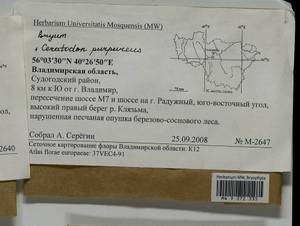 Herbarium Universitatis Mosquensis (MW)
Bryum
Ceratodon purpureus
56°03'30"N 40°26'50"E
Владимирская область,
Судогодский район,
8 км к Ю от г. Владимир,
пересечение шоссе М7 и шоссе на г. Радужный, юго-восточный угол,
высокий правый берег р. Клязьма,
нарушенная песчаная опушка березово-соснового леса.
Собрал А. Серёгин 25.09.2008 № М-2647
Сеточное картирование флоры Владимирской области. К12
Atlas florae europaeae: 37VEC4-91
2640
Herbarium MW, Bryophyta